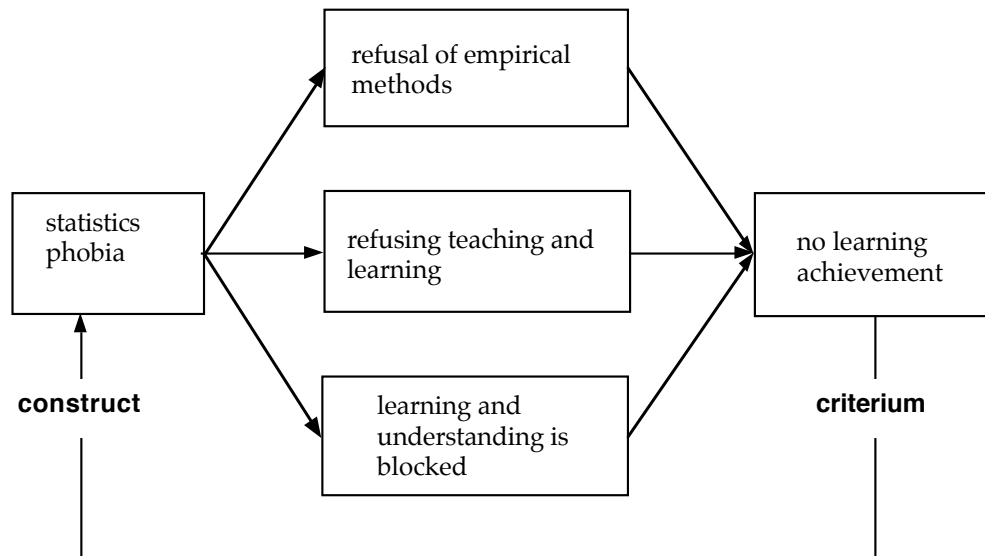 refusal of empirical
methods
statistics
phobia
refusing teaching and
learning
no learning
achievement
construct
criterium
learning and
understanding is
blocked